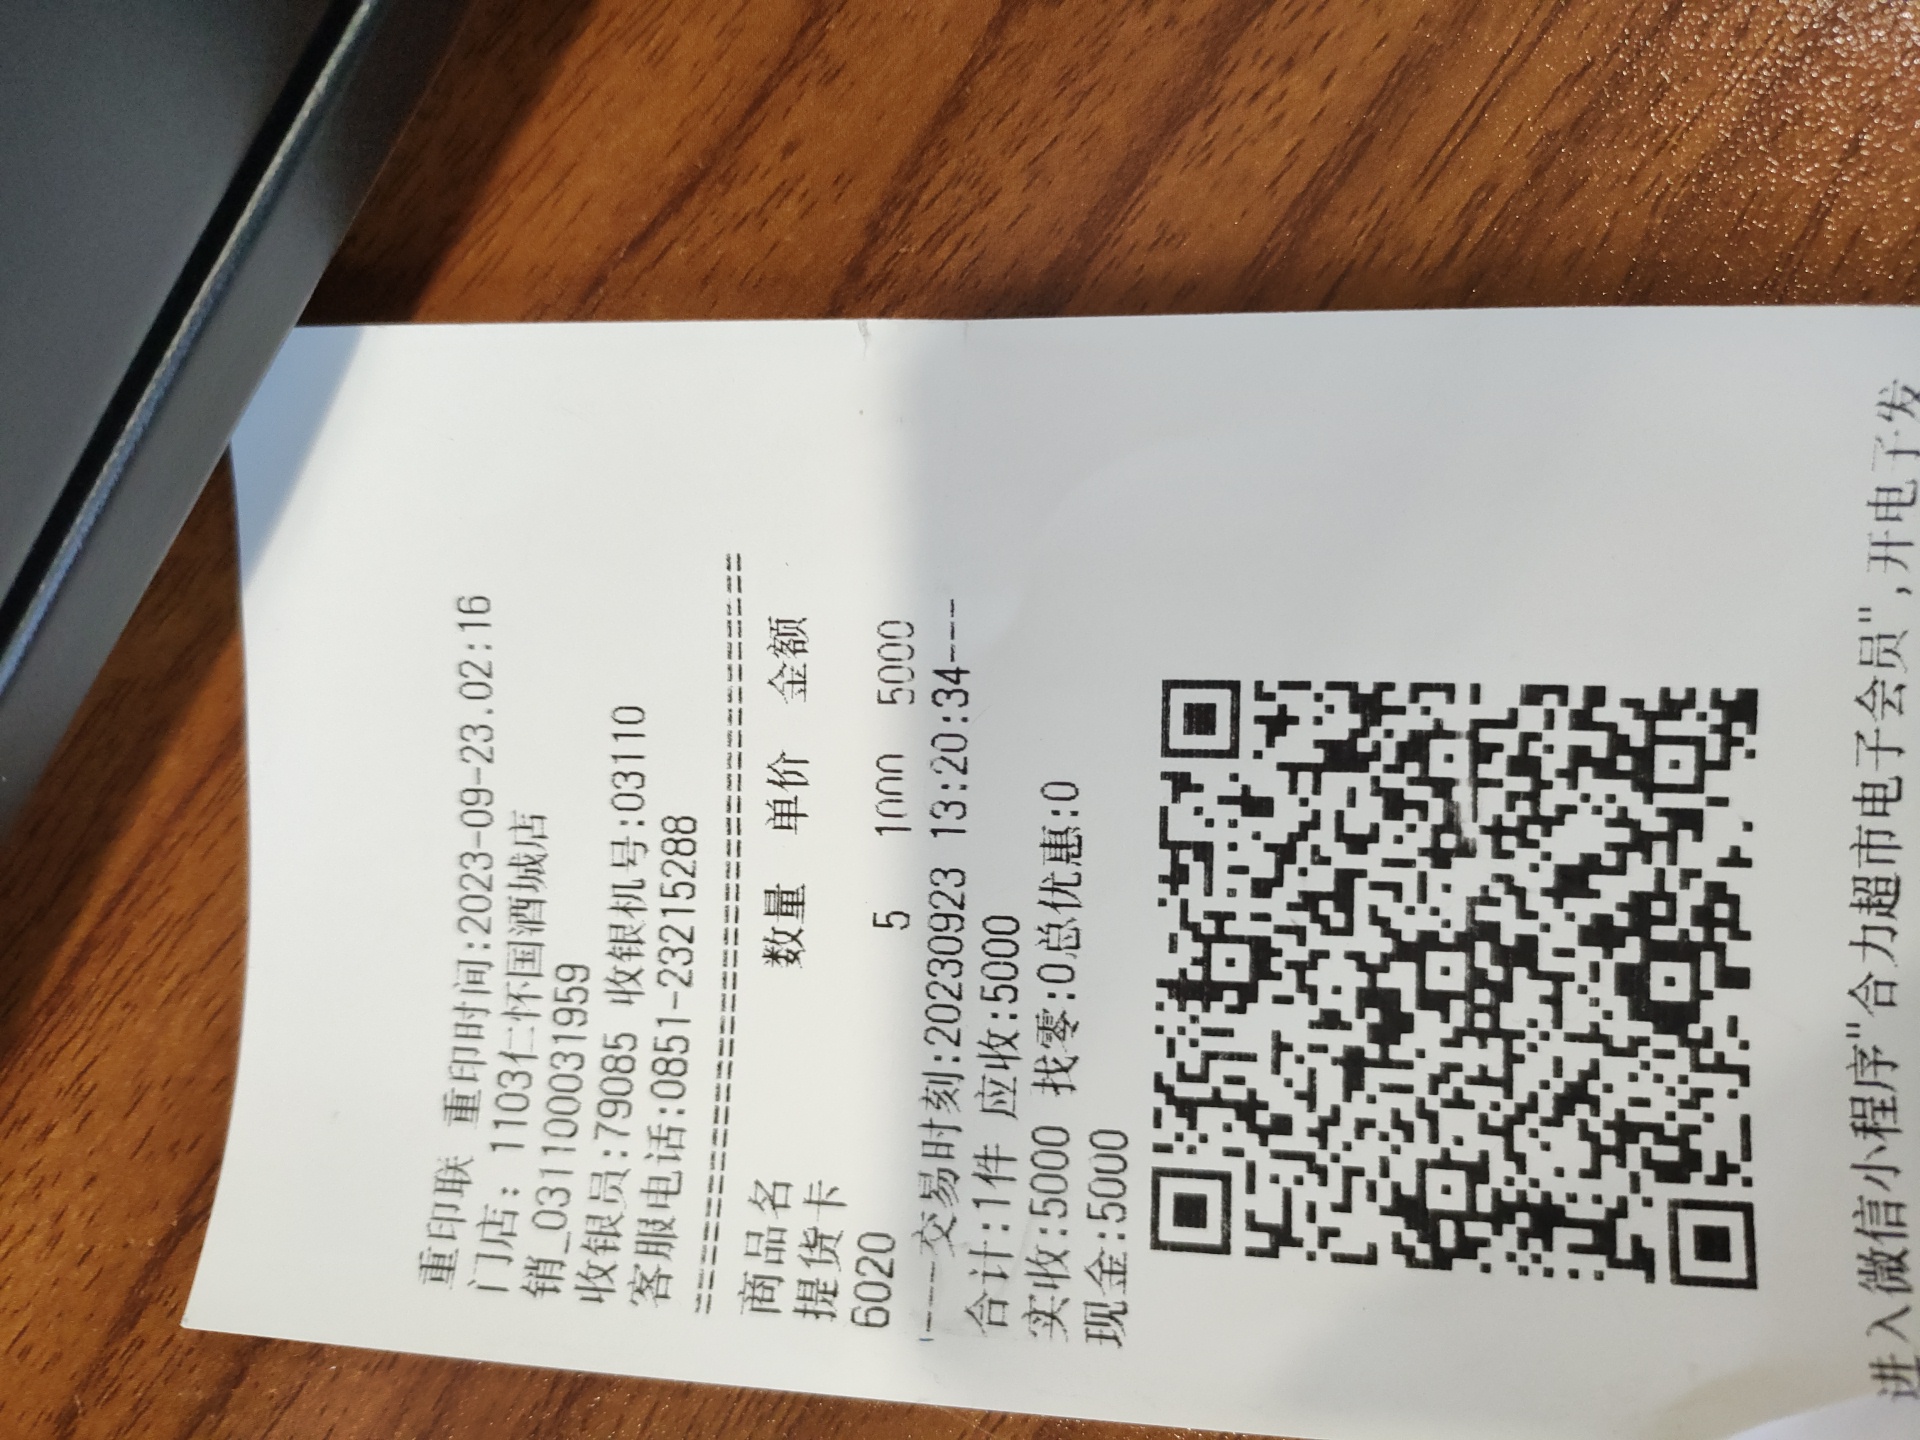 重印联 重印时间:2023-09-23.02:16
门店: 1103仁怀国酒城店
销_0311000031959
收银员:79085 收银机号:03110
客服电话:0851-23215288
================================
商品名 数量 单价 金额
提货卡
6020 5 1000 5000
----交易时刻:20230923 13:20:34----
合计:1件 应收:5000
实收:5000 找零:0总优惠:0
现金:5000
进入微信小程序"合力超市电子会员",开电子发